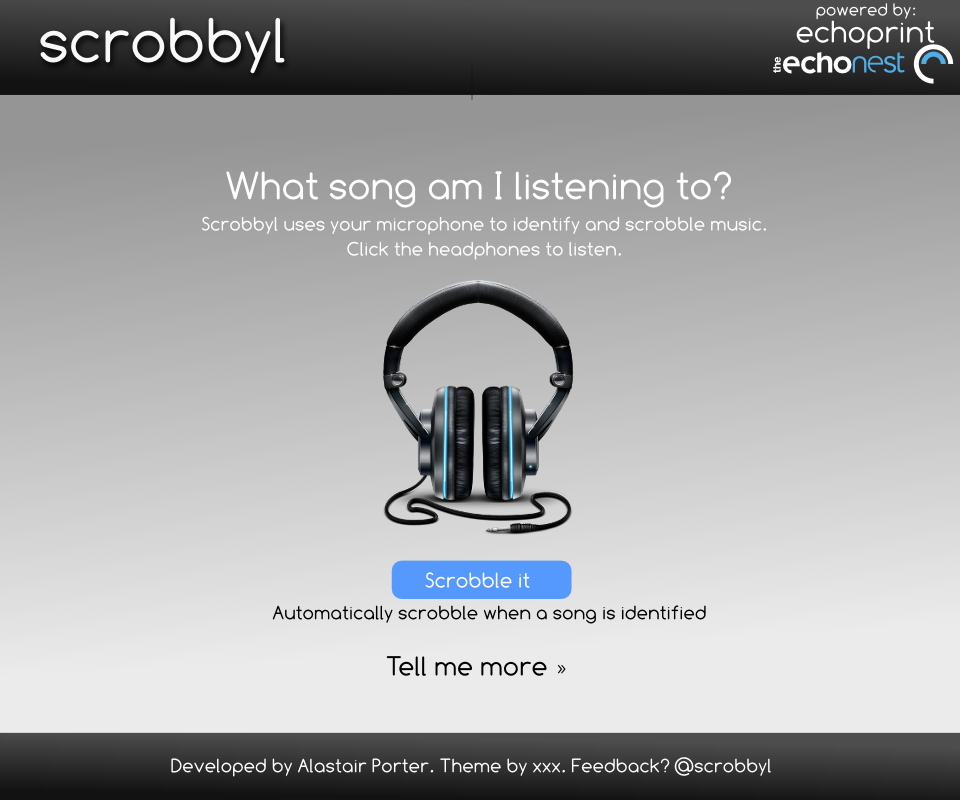 scrobbyl
powered by:
echoprint
the echonest
What song am I listening to?
Scrobbyl uses your microphone to identify and scrobble music.
Click the headphones to listen.
Scrobble it
Automatically scrobble when a song is identified
Tell me more »
Developed by Alastair Porter. Theme by xxx. Feedback? @scrobbyl